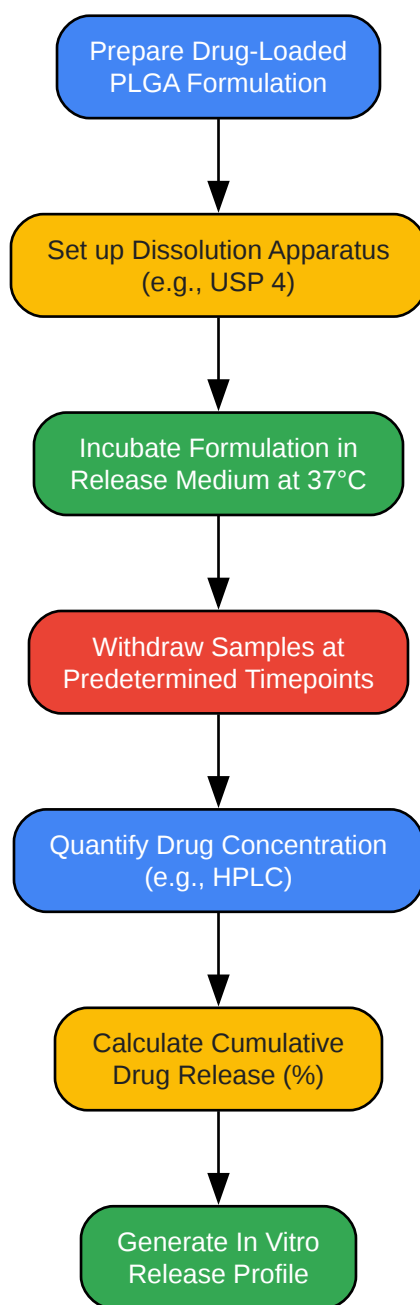 Prepare Drug-Loaded
PLGA Formulation
Set up Dissolution Apparatus
(e.g., USP 4)
Incubate Formulation in
Release Medium at 37°C
Withdraw Samples at
Predetermined Timepoints
Quantify Drug Concentration
(e.g., HPLC)
Calculate Cumulative
Drug Release (%)
Generate In Vitro
Release Profile